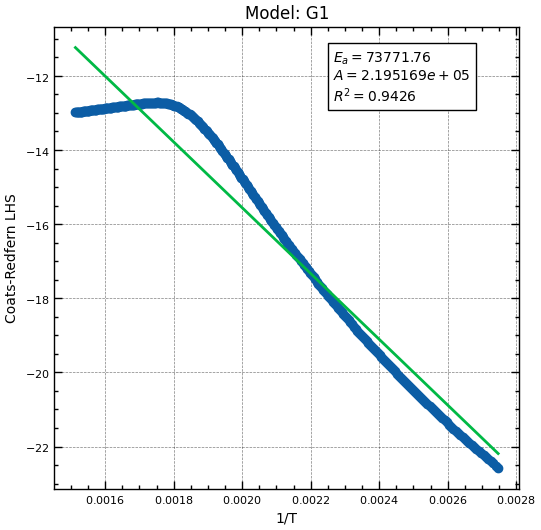 Model: G1
E_a = 73771.76
A = 2.195169e + 05
R² = 0.9426
Coats-Redfern LHS
−12
−14
−16
−18
−20
−22
0.0016 0.0018 0.0020 0.0022 0.0024 0.0026 0.0028
1/T